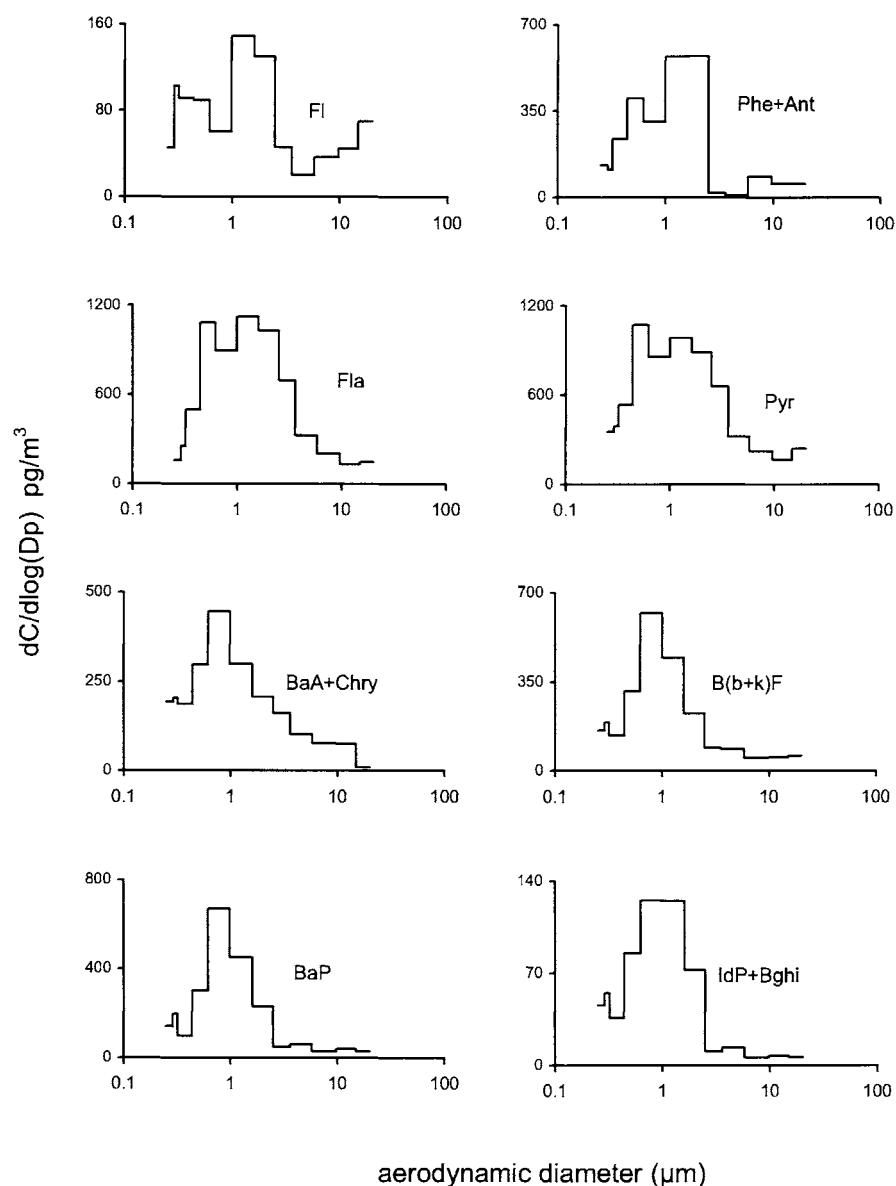 160
80
0
0.1 1 10 100
Fl
700
350
0
0.1 1 10 100
Phe+Ant
1200
600
0
0.1 1 10 100
Fla
1200
600
0
0.1 1 10 100
Pyr
500
250
0
0.1 1 10 100
BaA+Chry
700
350
0
0.1 1 10 100
B(b+k)F
800
400
0
0.1 1 10 100
BaP
140
70
0
0.1 1 10 100
IdP+Bghi
dC/dlog(Dp) pg/m³
aerodynamic diameter (µm)